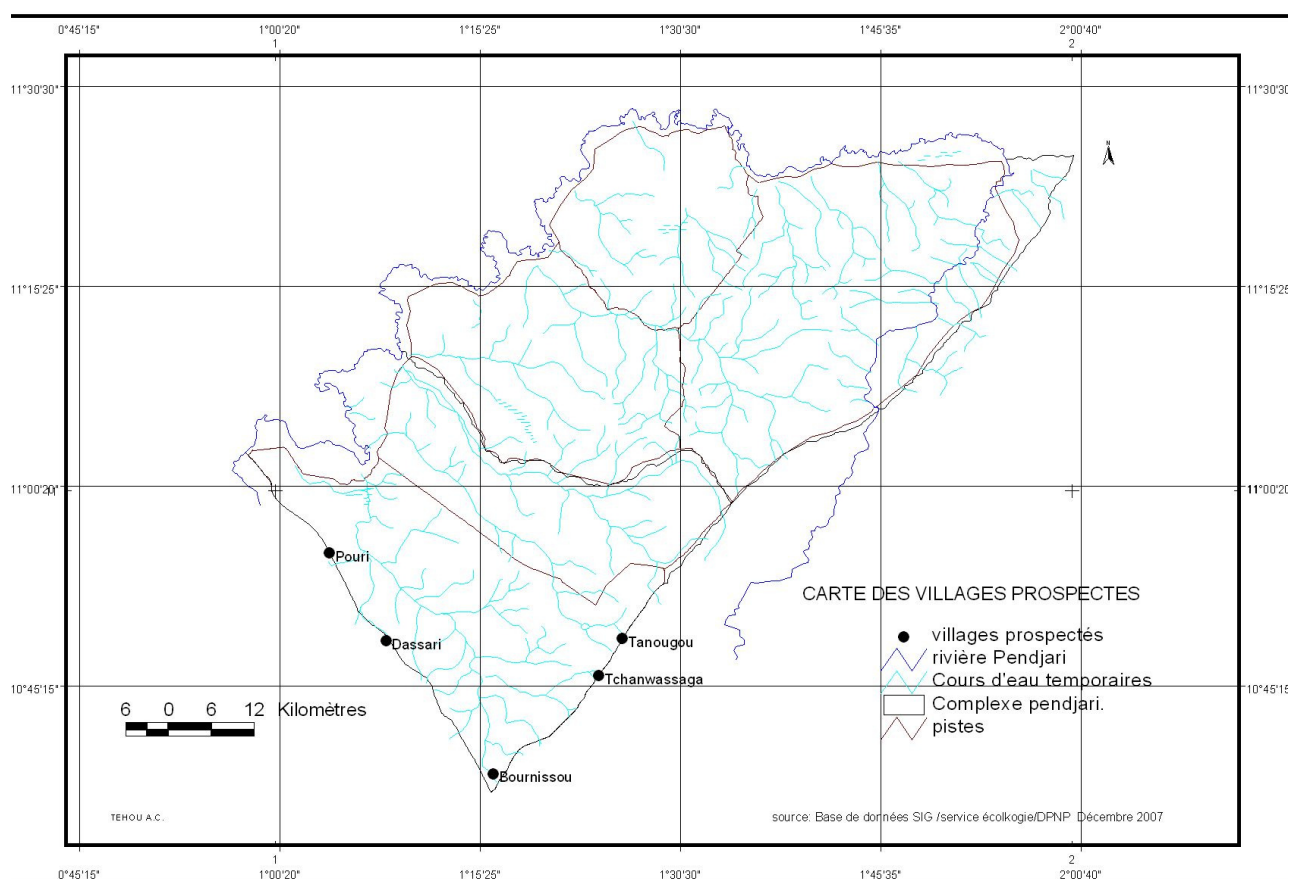 0°45'15" 1°00'20" 1°15'25" 1°30'30" 1°45'35" 2°00'40"
1 2
11°30'30" 11°30'30"
N
11°15'25" 11°15'25"
11°00'20" 11°00'20"
Pouri
CARTE DES VILLAGES PROSPECTES
villages prospectés
Dassari
Tanougou
rivière Pendjari
Tchanwassaga
Cours d'eau temporaires
10°45'15" 10°45'15"
Complexe pendjari.
6 0 6 12 Kilomètres
pistes
Bournissou
TEHOU A.C.
source: Base de données SIG /service écolkogie/DPNP Décembre 2007
1 2
0°45'15" 1°00'20" 1°15'25" 1°30'30" 1°45'35" 2°00'40"